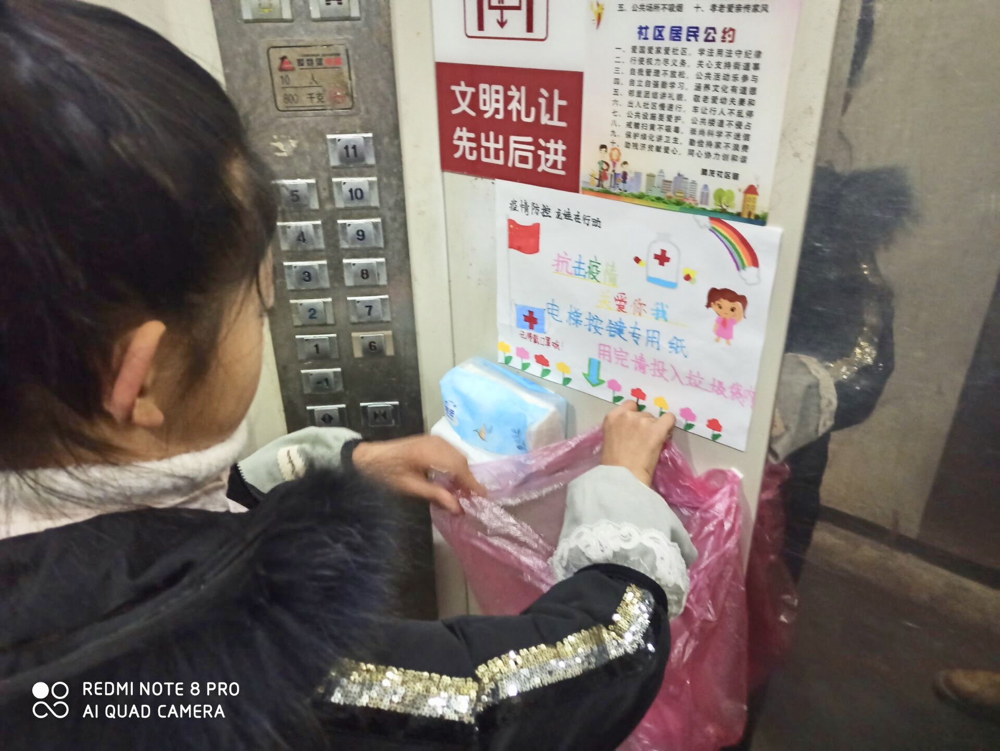 10 人
800 千克
11
5
10
4
9
3
8
2
7
1
6
-1
文明礼让
先出后进
五、公共场所不吸烟 十、孝老爱亲传家风
社区居民公约
一、爱国爱家爱社区，学法用法守纪律
二、行使权力尽义务，关心支持街道事
三、自我管理不放松，公共活动乐参与
四、自立自强勤学习，涵养文化有道德
五、邻里团结讲礼貌，敬老爱幼夫妻和
六、出入社区慢速行，车让行人不乱停
七、公共设施要爱护，公共楼道不侵占
八、戒赌扫黄不吸毒，崇尚科学不迷信
九、保护绿化讲卫生，勤俭持家不浪费
十、助残济贫献爱心，同心协力创和谐
疫情防控 龙娃在行动
抗击疫情
关爱你我
电梯按键专用纸
记得戴口罩哦！
用完请投入垃圾袋内
REDMI NOTE 8 PRO
AI QUAD CAMERA